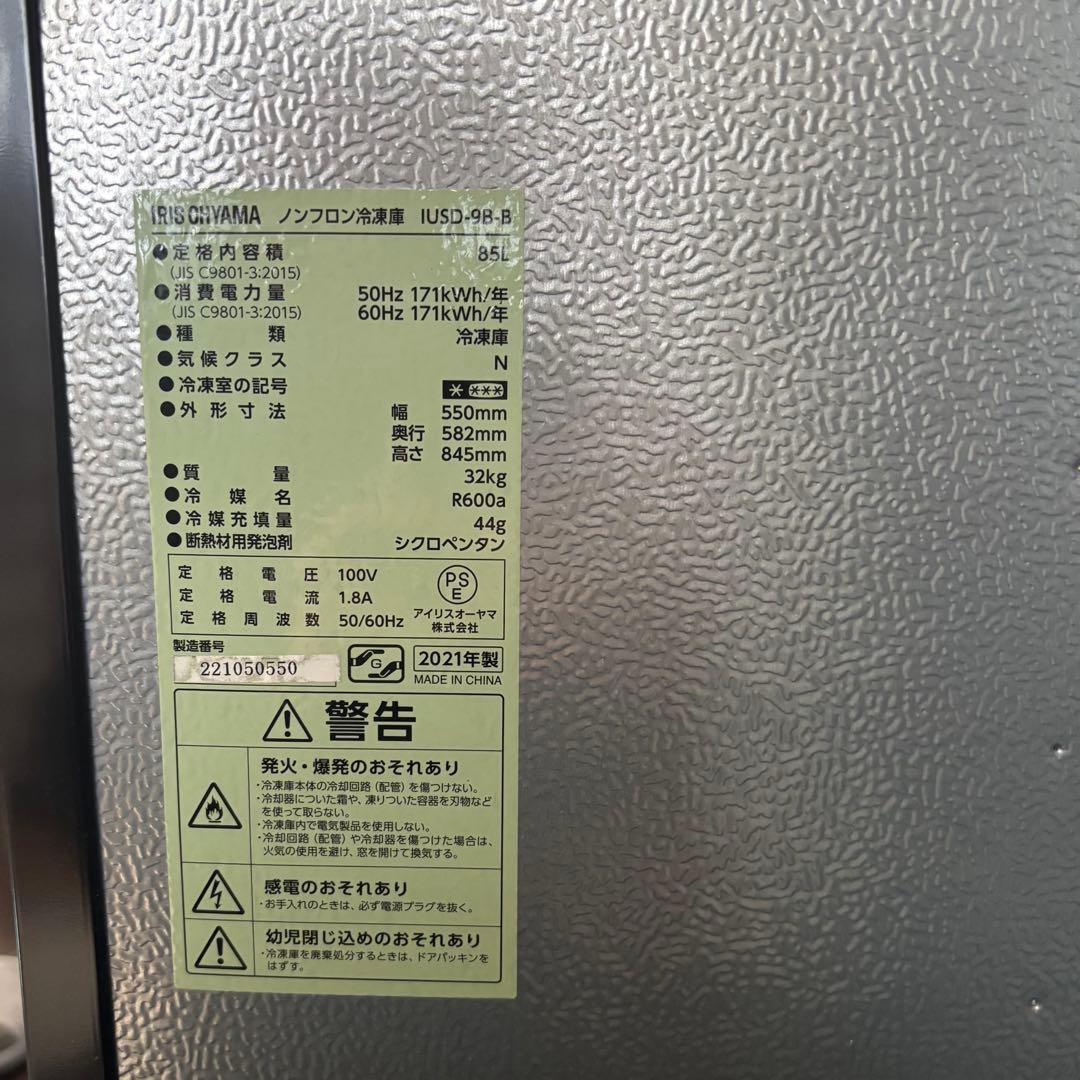 IRIS OHYAMA ノンフロン冷凍庫 IUSD-9B-B
●定格内容積 85L
(JIS C9801-3:2015)
●消費電力量 50Hz 171kWh/年
(JIS C9801-3:2015) 60Hz 171kWh/年
●種類 冷凍庫
●気候クラス N
●冷凍室の記号 * ***
●外形寸法 幅 550mm
奥行 582mm
高さ 845mm
●質量 32kg
●冷媒名 R600a
●冷媒充填量 44g
●断熱材用発泡剤 シクロペンタン
定格電圧 100V
定格電流 1.8A
定格周波数 50/60Hz
PS
E
アイリスオーヤマ
株式会社
製造番号
221050550
G
2021年製
MADE IN CHINA
警告
発火・爆発のおそれあり
・冷凍庫本体の冷却回路(配管)を傷つけない。
・冷却器についた霜や、凍りついた容器を刃物など
を使って取らない。
・冷凍庫内で電気製品を使用しない。
・冷却回路(配管)や冷却器を傷つけた場合は、
火気の使用を避け、窓を開けて換気する。
感電のおそれあり
・お手入れのときは、必ず電源プラグを抜く。
幼児閉じ込めのおそれあり
・冷凍庫を廃棄処分するときは、ドアパッキンを
はずす。